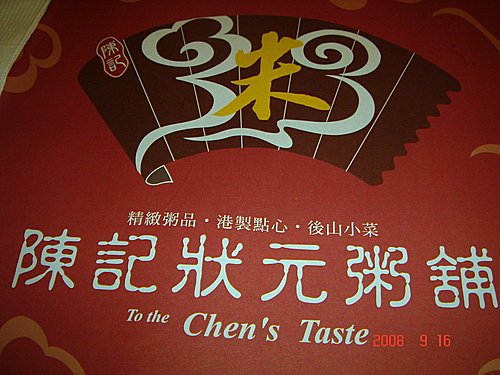 陳記
粥
精緻粥品・港製點心・後山小菜
陳記狀元粥舖
To the Chen's Taste
2008 9 16